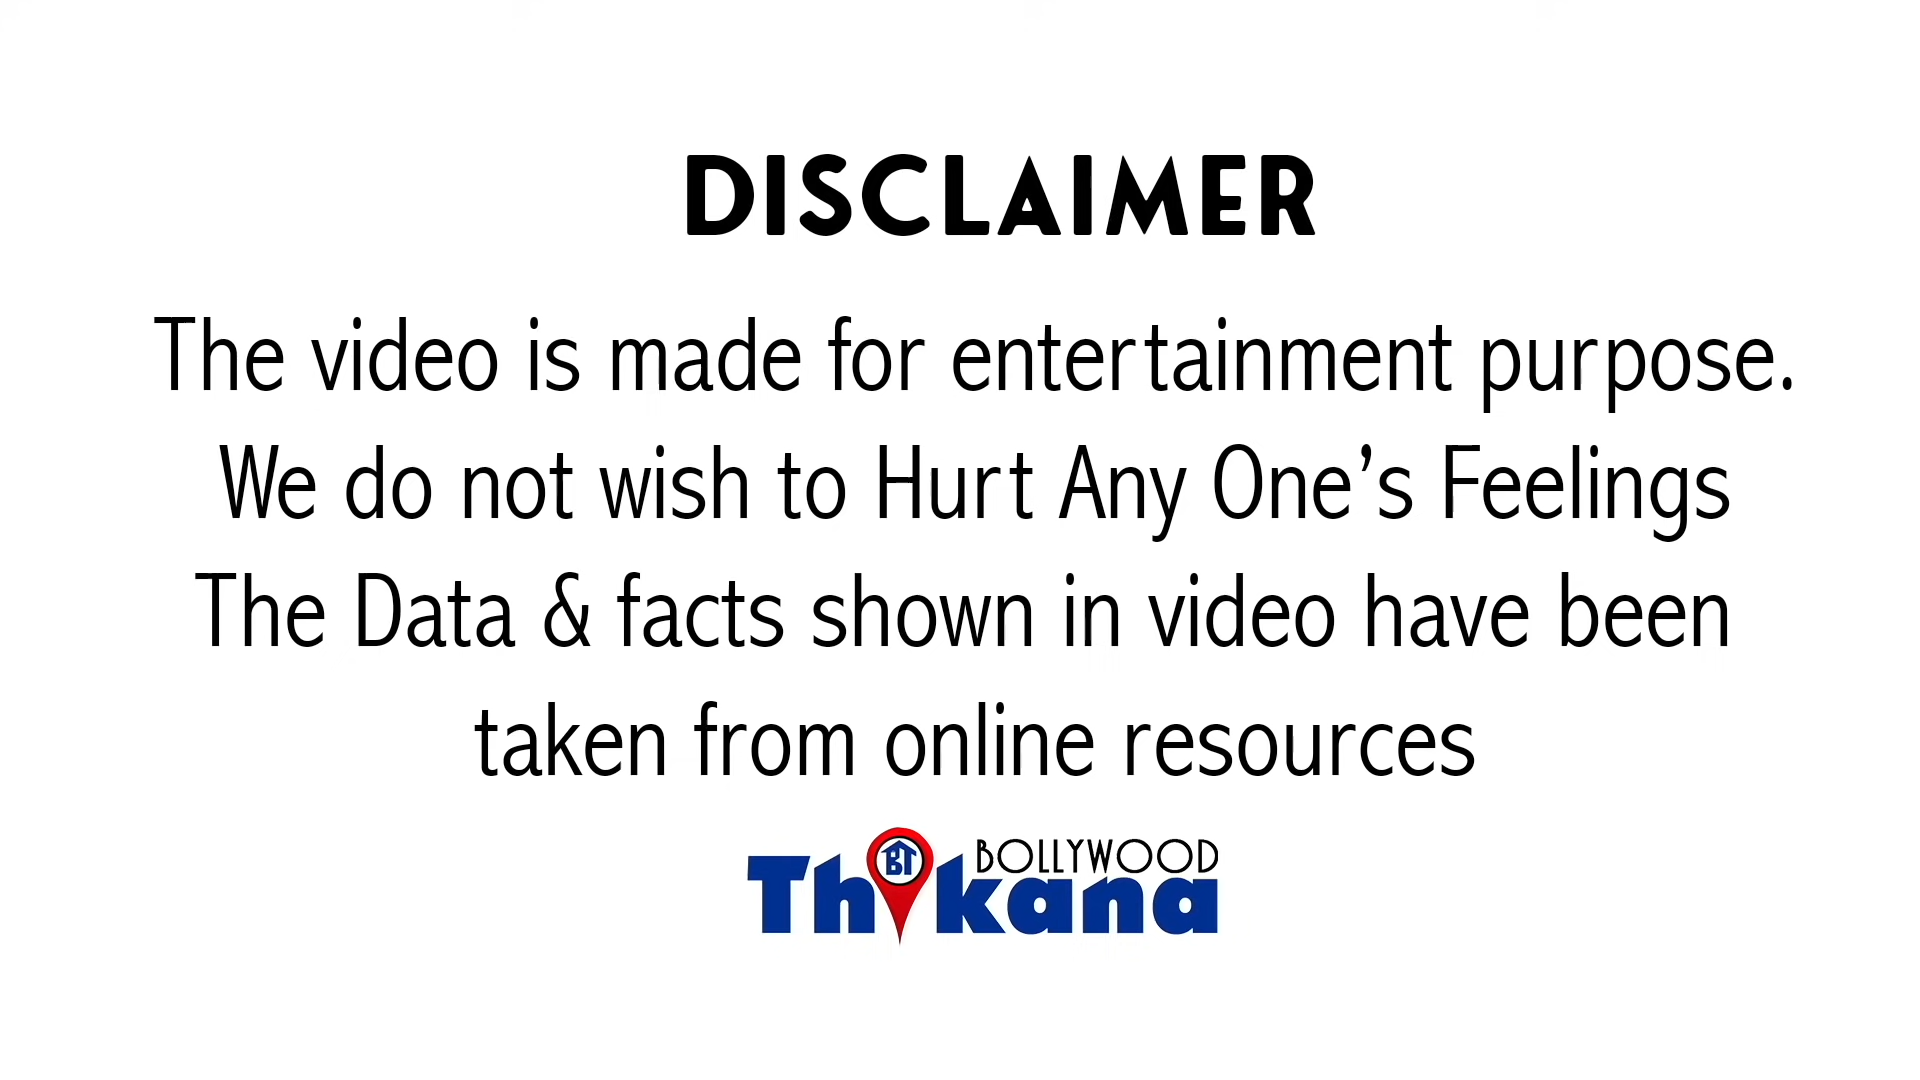 DISCLAIMER
The video is made for entertainment purpose.
We do not wish to Hurt Any One’s Feelings
The Data & facts shown in video have been
taken from online resources
BT
BOLLYWOOD
Thikana